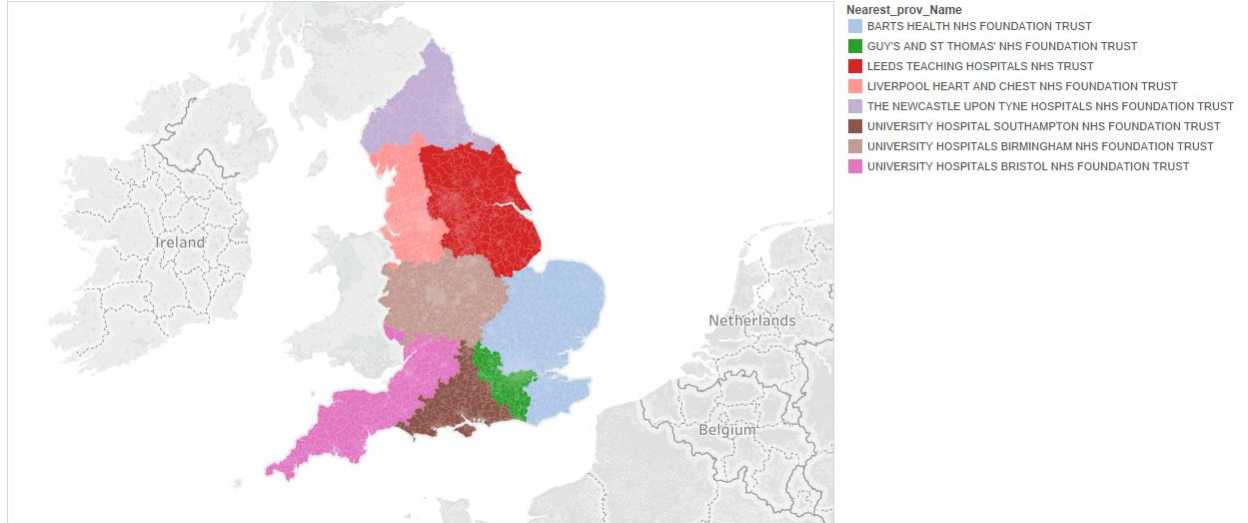 Nearest_prov_Name
BARTS HEALTH NHS FOUNDATION TRUST
GUY'S AND ST THOMAS' NHS FOUNDATION TRUST
LEEDS TEACHING HOSPITALS NHS TRUST
LIVERPOOL HEART AND CHEST NHS FOUNDATION TRUST
THE NEWCASTLE UPON TYNE HOSPITALS NHS FOUNDATION TRUST
UNIVERSITY HOSPITAL SOUTHAMPTON NHS FOUNDATION TRUST
UNIVERSITY HOSPITALS BIRMINGHAM NHS FOUNDATION TRUST
UNIVERSITY HOSPITALS BRISTOL NHS FOUNDATION TRUST
Ireland
Netherlands
Belgium